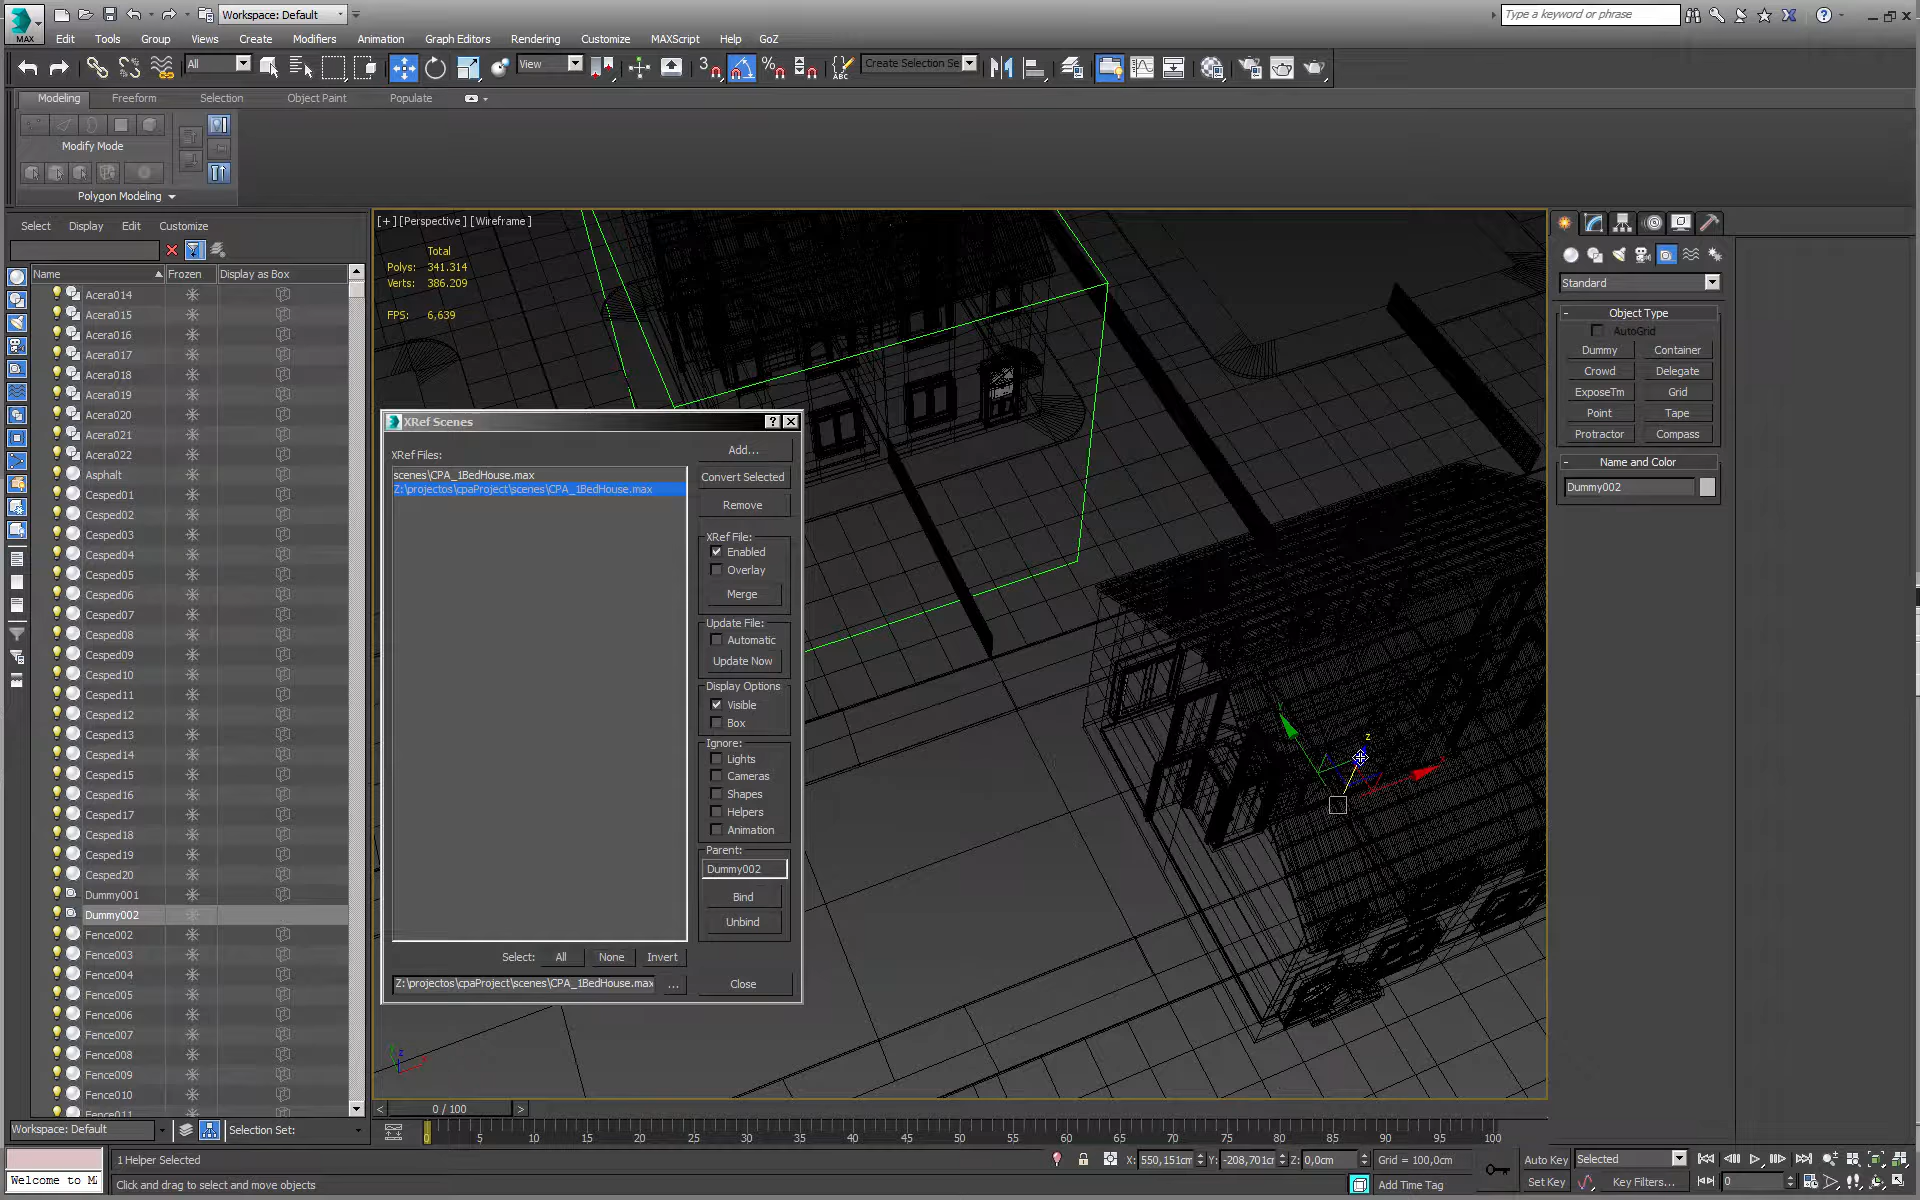 Workspace: Default
Type a keyword or phrase
MAX
Edit Tools Group Views Create Modifiers Animation Graph Editors Rendering Customize MAXScript Help GoZ
All
View
Create Selection Se
Modeling Freeform Selection Object Paint Populate
Modify Mode
Polygon Modeling
Select Display Edit Customize
Name Frozen Display as Box
Acera014
Acera015
Acera016
Acera017
Acera018
Acera019
Acera020
Acera021
Acera022
Asphalt
Cesped01
Cesped02
Cesped03
Cesped04
Cesped05
Cesped06
Cesped07
Cesped08
Cesped09
Cesped10
Cesped11
Cesped12
Cesped13
Cesped14
Cesped15
Cesped16
Cesped17
Cesped18
Cesped19
Cesped20
Dummy001
Dummy002
Fence002
Fence003
Fence004
Fence005
Fence006
Fence007
Fence008
Fence009
Fence010
Fence011
Workspace: Default
Selection Set:
[+] [Perspective] [Wireframe]
Total
Polys: 341.314
Verts: 386.209
FPS: 6,639
XRef Scenes
XRef Files:
scenes\CPA_1BedHouse.max
Z:\projectos\cpaProject\scenes\CPA_1BedHouse.max
Add...
Convert Selected
Remove
XRef File:
Enabled
Overlay
Merge
Update File:
Automatic
Update Now
Display Options
Visible
Box
Ignore:
Lights
Cameras
Shapes
Helpers
Animation
Parent:
Dummy002
Bind
Unbind
Select: All None Invert
Z:\projectos\cpaProject\scenes\CPA_1BedHouse.max
...
Close
z
Standard
Object Type
AutoGrid
Dummy Container
Crowd Delegate
ExposeTm Grid
Point Tape
Protractor Compass
Name and Color
Dummy002
< 0 / 100 >
0 5 10 15 20 25 30 35 40 45 50 55 60 65 70 75 80 85 90 95 100
Welcome to M
1 Helper Selected
Click and drag to select and move objects
X: 550,151cm Y: -208,701cm Z: 0,0cm
Grid = 100,0cm
Add Time Tag
Auto Key Selected
Set Key Key Filters...
0